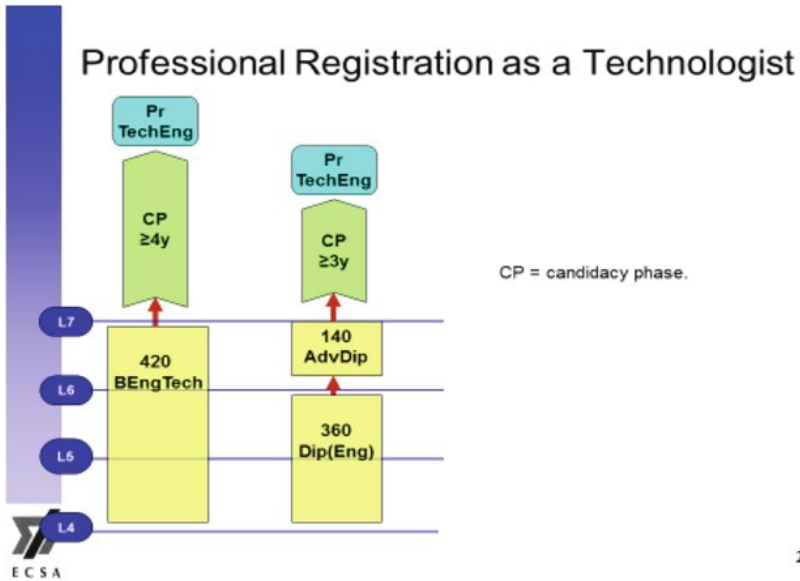 Professional Registration as a Technologist
Pr
TechEng
Pr
TechEng
CP
≥4y
CP
≥3y
CP = candidacy phase.
L7
140
AdvDip
420
BEngTech
L6
360
Dip(Eng)
L5
L4
ECSA
2